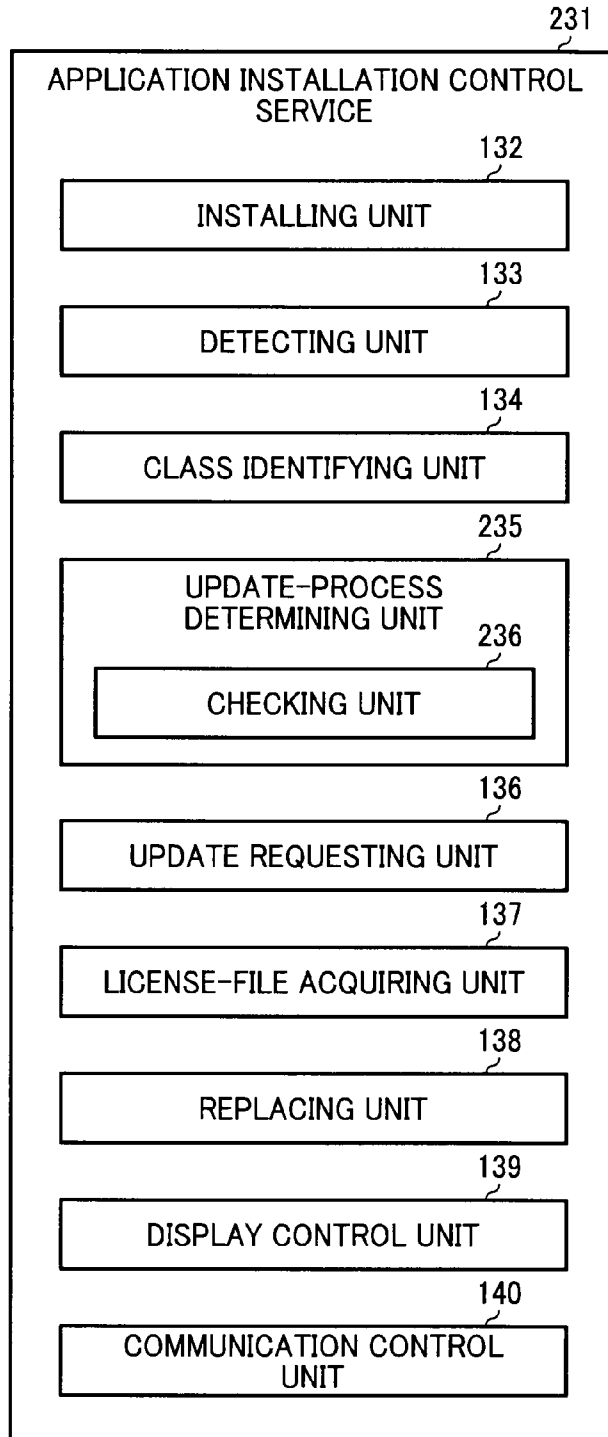 231
APPLICATION INSTALLATION CONTROL
SERVICE
132
INSTALLING UNIT
133
DETECTING UNIT
134
CLASS IDENTIFYING UNIT
235
UPDATE-PROCESS
DETERMINING UNIT
236
CHECKING UNIT
136
UPDATE REQUESTING UNIT
137
LICENSE-FILE ACQUIRING UNIT
138
REPLACING UNIT
139
DISPLAY CONTROL UNIT
140
COMMUNICATION CONTROL
UNIT